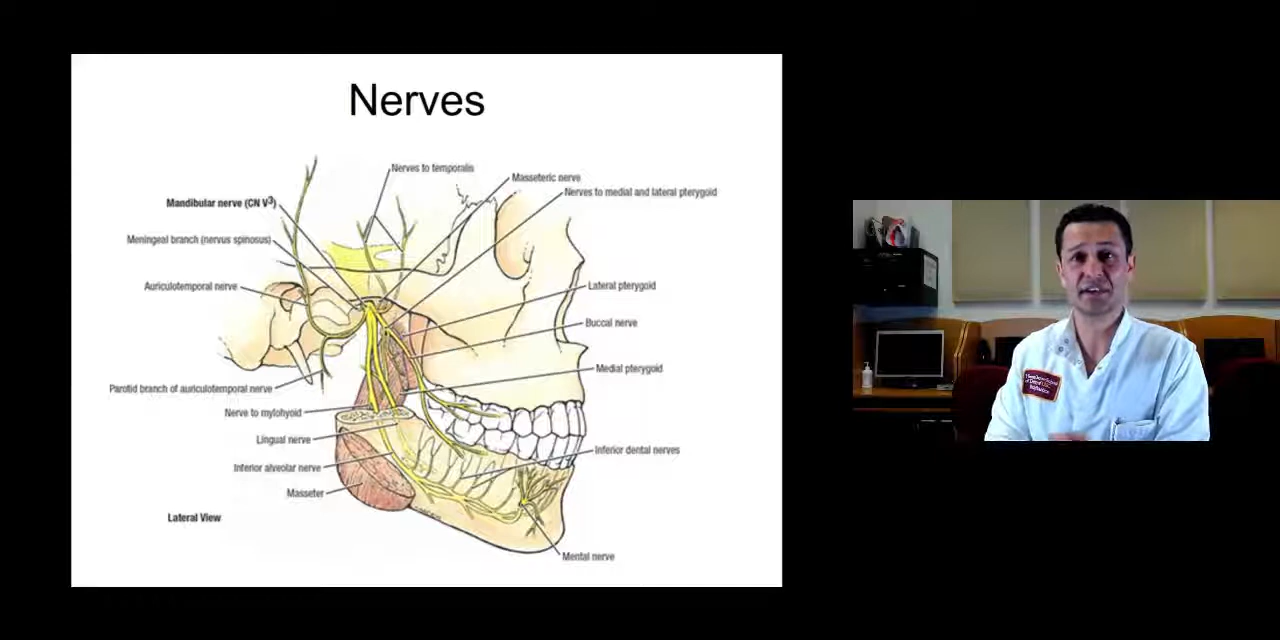 Nerves
Nerves to temporalis
Masseteric nerve
Nerves to medial and lateral pterygoid
Mandibular nerve (CN V3)
Meningeal branch (nervus spinosus)
Auriculotemporal nerve
Lateral pterygoid
Buccal nerve
Medial pterygoid
Parotid branch of auriculotemporal nerve
Nerve to mylohyoid
Lingual nerve
Inferior dental nerves
Inferior alveolar nerve
Masseter
Lateral View
Mental nerve